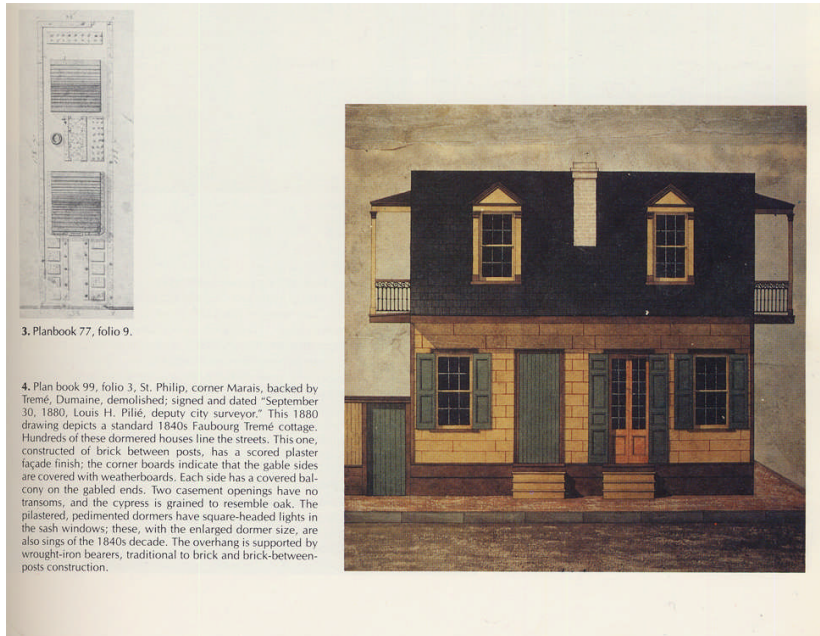 3. Planbook 77, folio 9.
4. Plan book 99, folio 3, St. Philip, corner Marais, backed by
Tremé, Dumaine, demolished; signed and dated “September
30, 1880, Louis H. Pilié, deputy city surveyor.” This 1880
drawing depicts a standard 1840s Faubourg Tremé cottage.
Hundreds of these dormered houses line the streets. This one,
constructed of brick between posts, has a scored plaster
façade finish; the corner boards indicate that the gable sides
are covered with weatherboards. Each side has a covered bal-
cony on the gabled ends. Two casement openings have no
transoms, and the cypress is grained to resemble oak. The
pilastered, pedimented dormers have square-headed lights in
the sash windows; these, with the enlarged dormer size, are
also sings of the 1840s decade. The overhang is supported by
wrought-iron bearers, traditional to brick and brick-between-
posts construction.